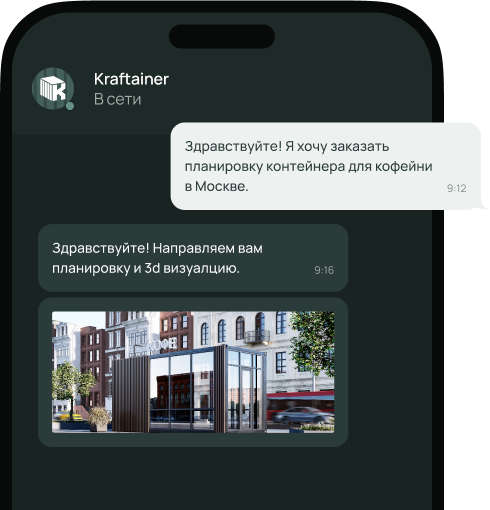 Kraftainer
В сети
Здравствуйте! Я хочу заказать
планировку контейнера для кофейни
в Москве.
9:12
Здравствуйте! Направляем вам
планировку и 3d визуалцию.
9:16
КОФЕ